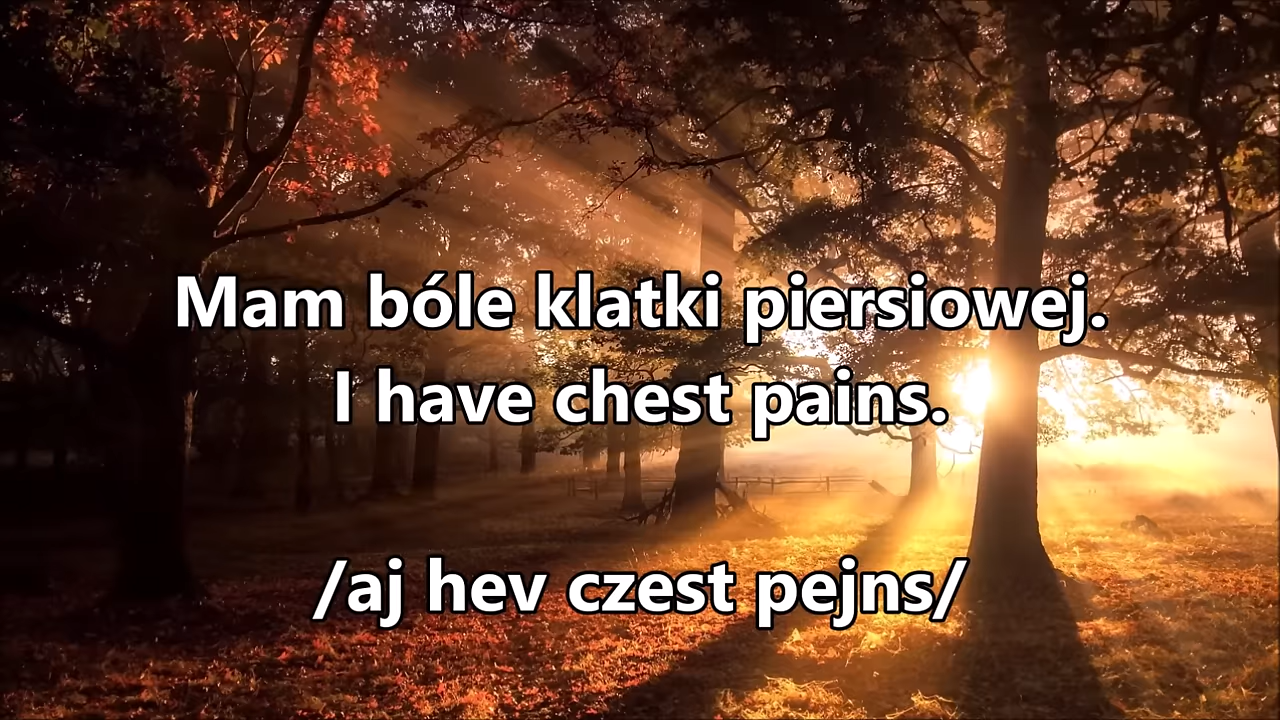 Mam bóle klatki piersiowej.
I have chest pains.
/aj hev czest pejns/